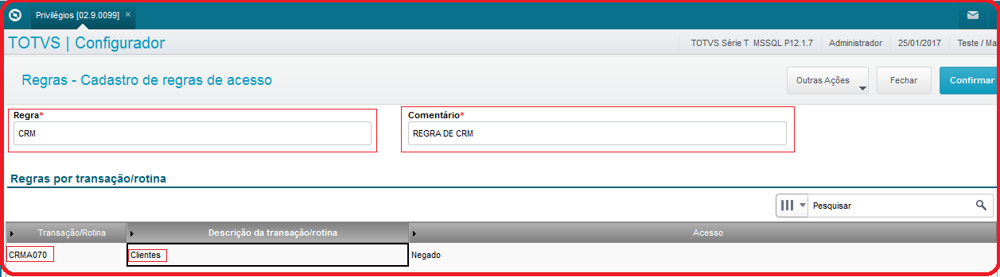 Privilégios [02.9.0099] ×
TOTVS | Configurador
TOTVS Série T MSSQL P12.1.7 Administrador 25/01/2017 Teste / Ma
Regras - Cadastro de regras de acesso
Outras Ações Fechar Confirmar
Regra* Comentário*
CRM REGRA DE CRM
Regras por transação/rotina
Pesquisar
Transação/Rotina Descrição da transação/rotina Acesso
CRMA070 Clientes Negado